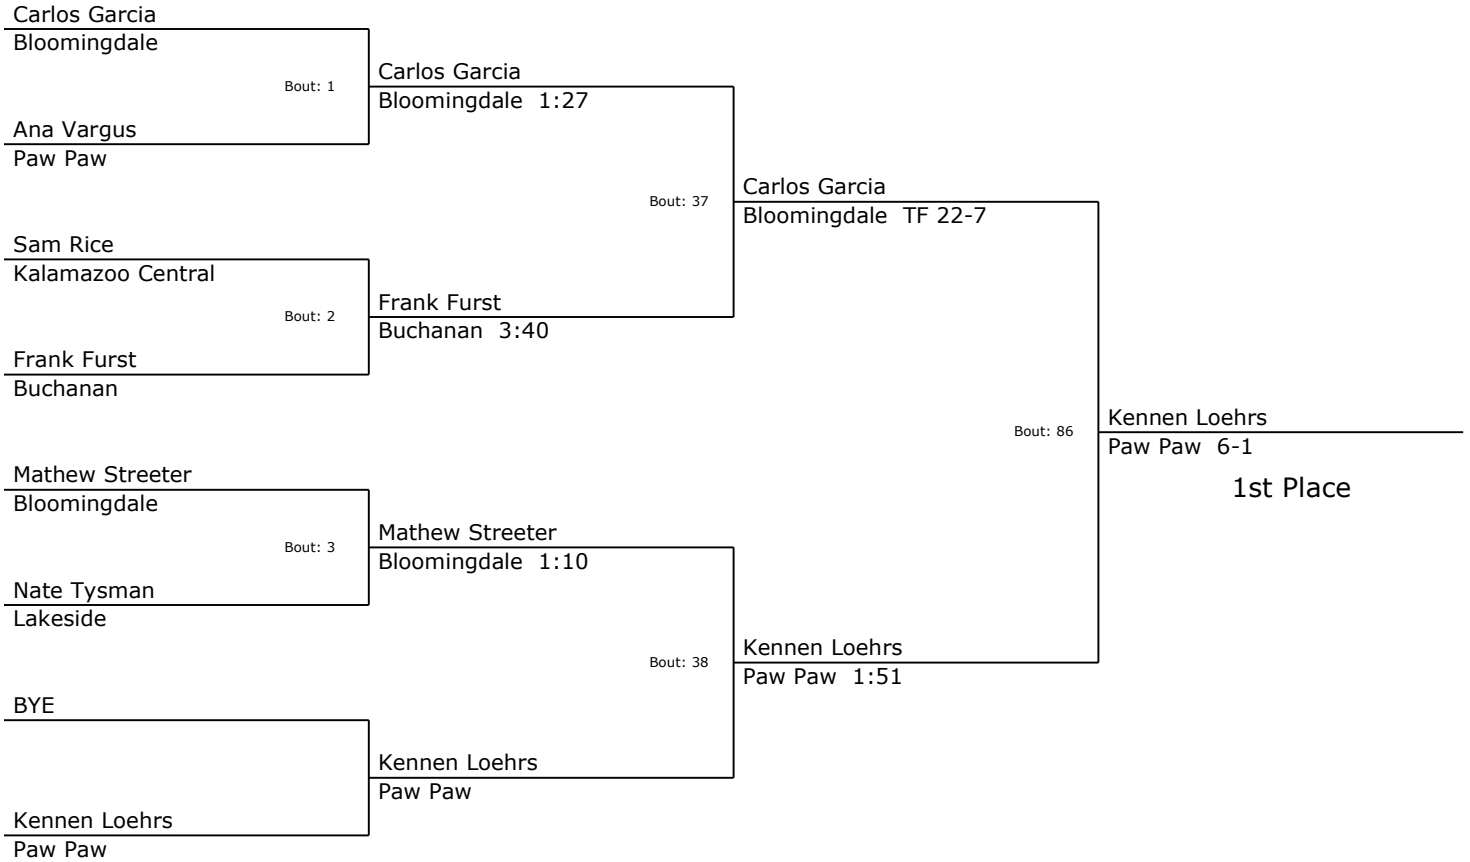 Carlos Garcia
Bloomingdale
Bout: 1
Ana Vargus
Paw Paw
Sam Rice
Kalamazoo Central
Bout: 2
Frank Furst
Buchanan
Mathew Streeter
Bloomingdale
Bout: 3
Nate Tysman
Lakeside
BYE
Kennen Loehrs
Paw Paw
Carlos Garcia
Bloomingdale 1:27
Bout: 37
Frank Furst
Buchanan 3:40
Mathew Streeter
Bloomingdale 1:10
Bout: 38
Kennen Loehrs
Paw Paw
Carlos Garcia
Bloomingdale TF 22-7
Bout: 86
Kennen Loehrs
Paw Paw 1:51
Kennen Loehrs
Paw Paw 6-1
1st Place